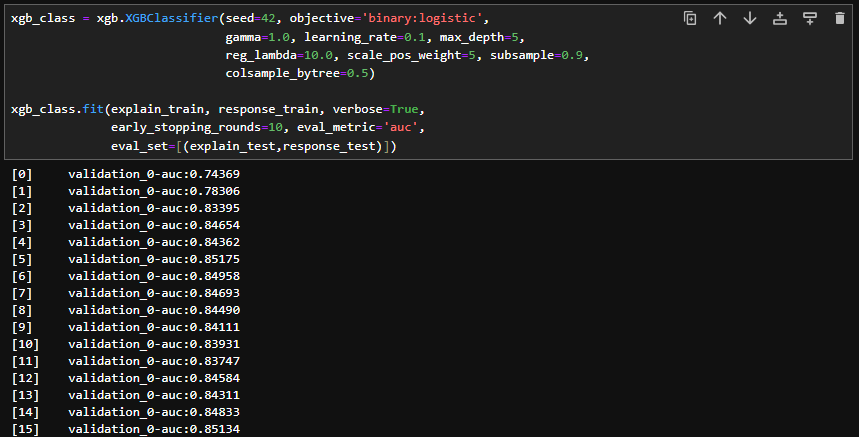 xgb_class = xgb.XGBClassifier(seed=42, objective='binary:logistic',
gamma=1.0, learning_rate=0.1, max_depth=5,
reg_lambda=10.0, scale_pos_weight=5, subsample=0.9,
colsample_bytree=0.5)
xgb_class.fit(explain_train, response_train, verbose=True,
early_stopping_rounds=10, eval_metric='auc',
eval_set=[(explain_test,response_test)])
[0] validation_0-auc:0.74369
[1] validation_0-auc:0.78306
[2] validation_0-auc:0.83395
[3] validation_0-auc:0.84654
[4] validation_0-auc:0.84362
[5] validation_0-auc:0.85175
[6] validation_0-auc:0.84958
[7] validation_0-auc:0.84693
[8] validation_0-auc:0.84490
[9] validation_0-auc:0.84111
[10] validation_0-auc:0.83931
[11] validation_0-auc:0.83747
[12] validation_0-auc:0.84584
[13] validation_0-auc:0.84311
[14] validation_0-auc:0.84833
[15] validation_0-auc:0.85134